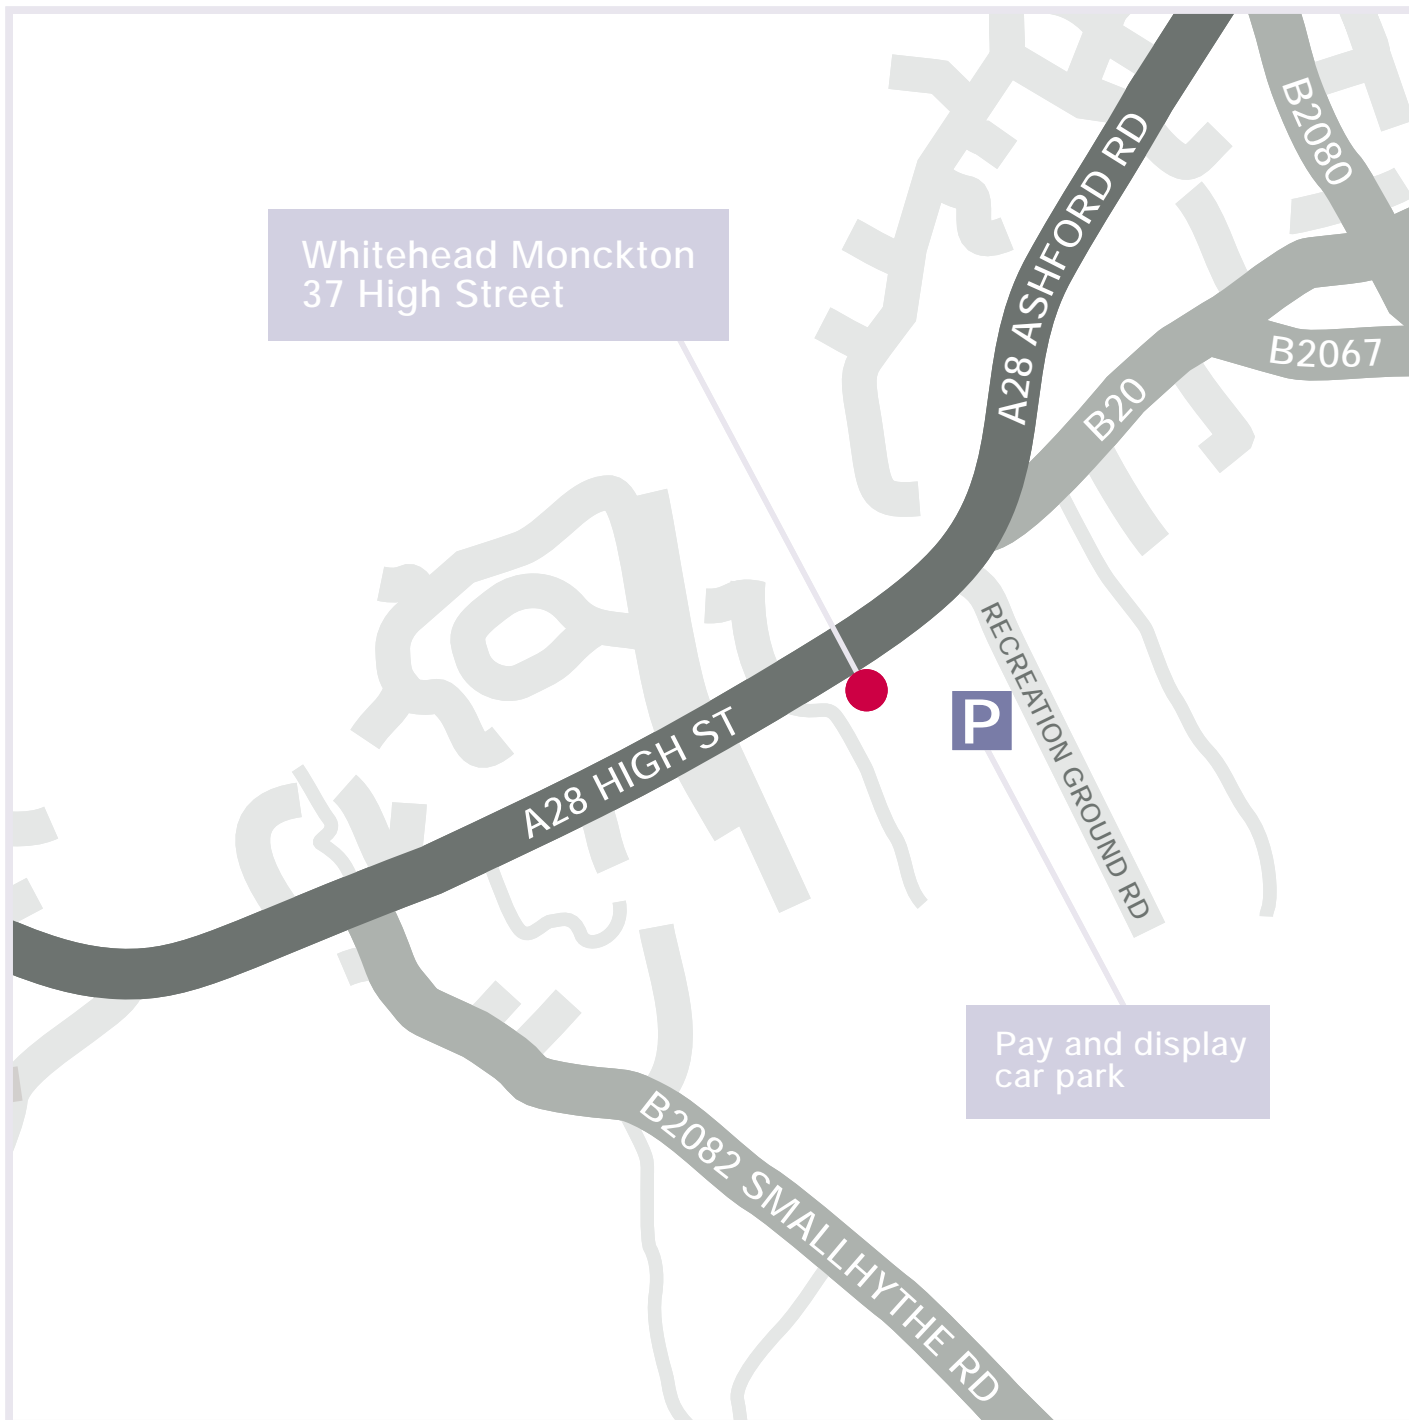 B2080
A28 ASHFORD RD
Whitehead Monckton
37 High Street
B2067
B20
RECREATION GROUND RD
P
A28 HIGH ST
Pay and display
car park
B2082 SMALLHYTHE RD